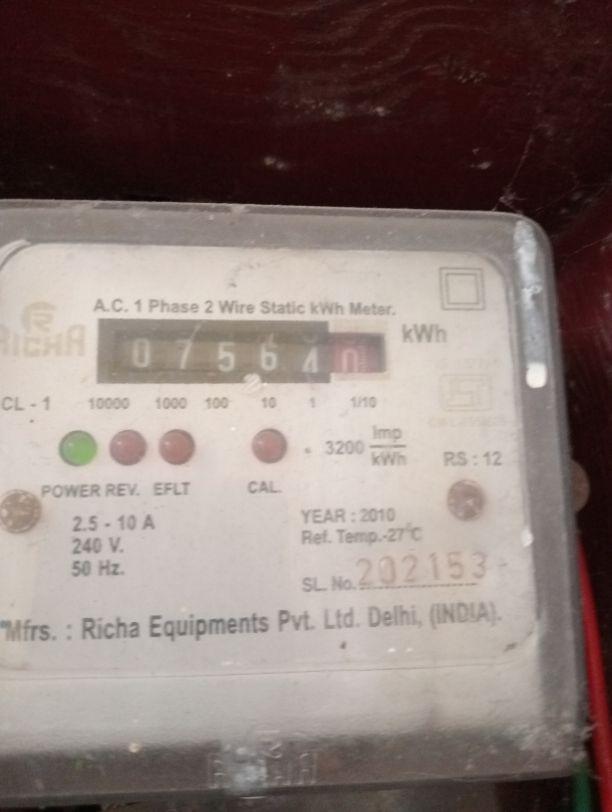 A.C. 1 Phase 2 Wire Static kWh Meter.
RICHA
0 7 5 6 4 0 kWh
CL - 1 10000 1000 100 10 1 1/10
3200 Imp/kWh RS : 12
POWER REV. EFLT CAL.
2.5 - 10 A
240 V.
50 Hz.
YEAR : 2010
Ref. Temp.-27°C
SL. No. 202153
Mfrs. : Richa Equipments Pvt. Ltd. Delhi, (INDIA).